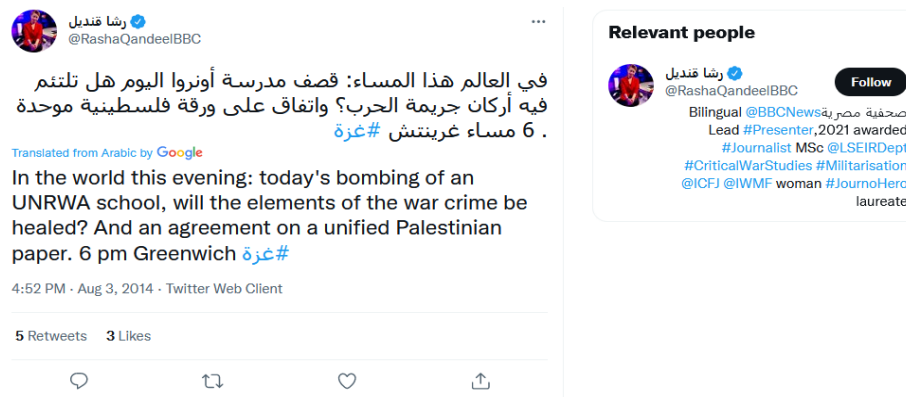 رشا قنديل
@RashaQandeelBBC
في العالم هذا المساء: قصف مدرسة أونروا اليوم هل تلتئم
فيه أركان جريمة الحرب؟ واتفاق على ورقة فلسطينية موحدة
. 6 مساء غرينتش #غزة
Translated from Arabic by Google
In the world this evening: today's bombing of an
UNRWA school, will the elements of the war crime be
healed? And an agreement on a unified Palestinian
paper. 6 pm Greenwich غزة#
4:52 PM · Aug 3, 2014 · Twitter Web Client
5 Retweets 3 Likes
Relevant people
رشا قنديل
@RashaQandeelBBC
Follow
Bilingual @BBCNewsصحفية مصرية
Lead #Presenter,2021 awarded
#Journalist MSc @LSEIRDept
#CriticalWarStudies #Militarisation
@ICFJ @IWMF woman #JournoHero
laureate